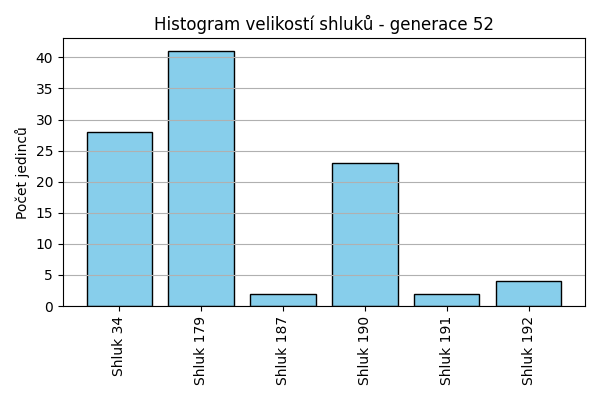 Histogram velikostí shluků - generace 52
Počet jedinců
40
35
30
25
20
15
10
5
0
Shluk 34
Shluk 179
Shluk 187
Shluk 190
Shluk 191
Shluk 192